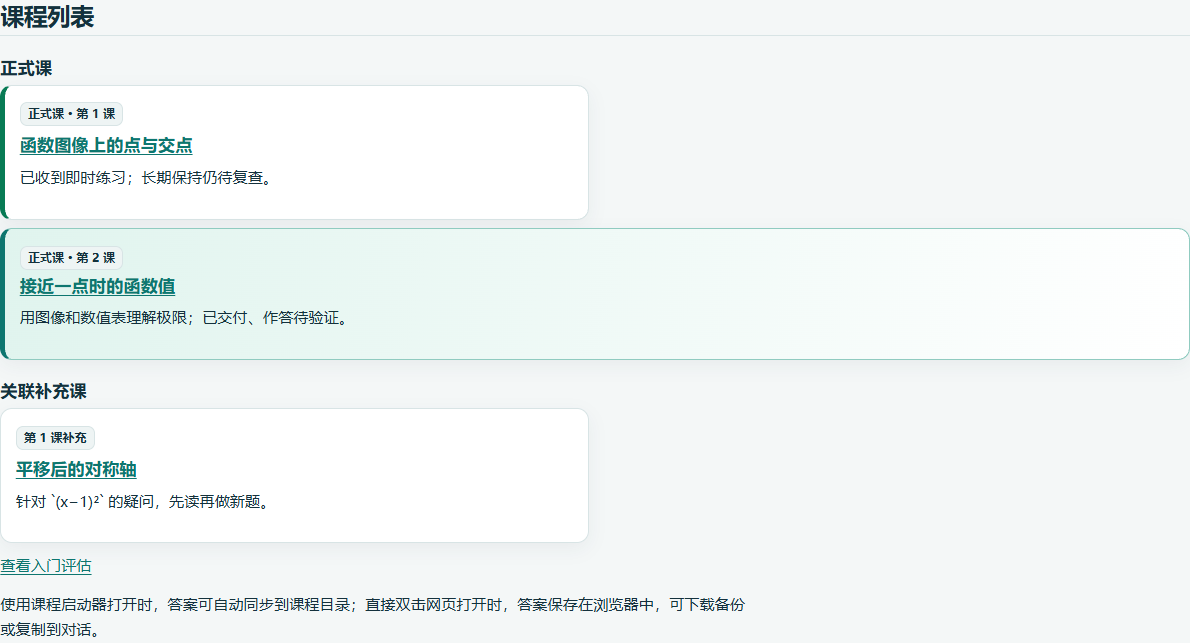 课程列表
正式课
正式课・第 1 课
函数图像上的点与交点
已收到即时练习；长期保持仍待复查。
正式课・第 2 课
接近一点时的函数值
用图像和数值表理解极限；已交付、作答待验证。
关联补充课
第 1 课补充
平移后的对称轴
针对 `(x−1)²` 的疑问，先读再做新题。
查看入门评估
使用课程启动器打开时，答案可自动同步到课程目录；直接双击网页打开时，答案保存在浏览器中，可下载备份
或复制到对话。